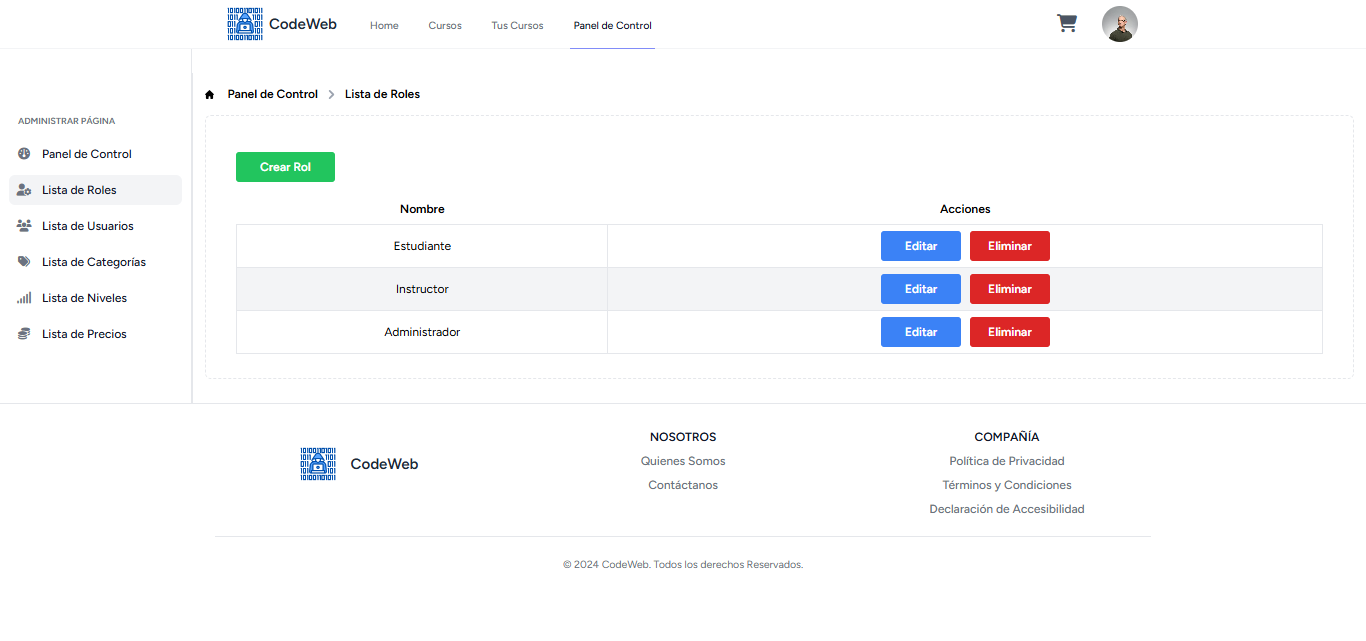 CodeWeb Home Cursos Tus Cursos Panel de Control
Panel de Control Lista de Roles
ADMINISTRAR PÁGINA
Panel de Control
Lista de Roles
Lista de Usuarios
Lista de Categorías
Lista de Niveles
Lista de Precios
Crear Rol
Nombre Acciones
Estudiante Editar Eliminar
Instructor Editar Eliminar
Administrador Editar Eliminar
CodeWeb
NOSOTROS
Quienes Somos
Contáctanos
COMPAÑÍA
Política de Privacidad
Términos y Condiciones
Declaración de Accesibilidad
© 2024 CodeWeb. Todos los derechos Reservados.